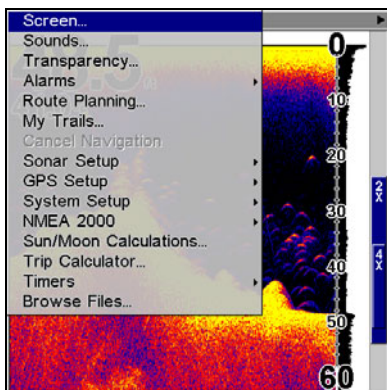 Screen...
Sounds...
Transparency...
Alarms
Route Planning...
My Trails...
Cancel Navigation
Sonar Setup
GPS Setup
System Setup
NMEA 2000
Sun/Moon Calculations...
Trip Calculator...
Timers
Browse Files...
0
10
20
30
40
50
60
2X
4X